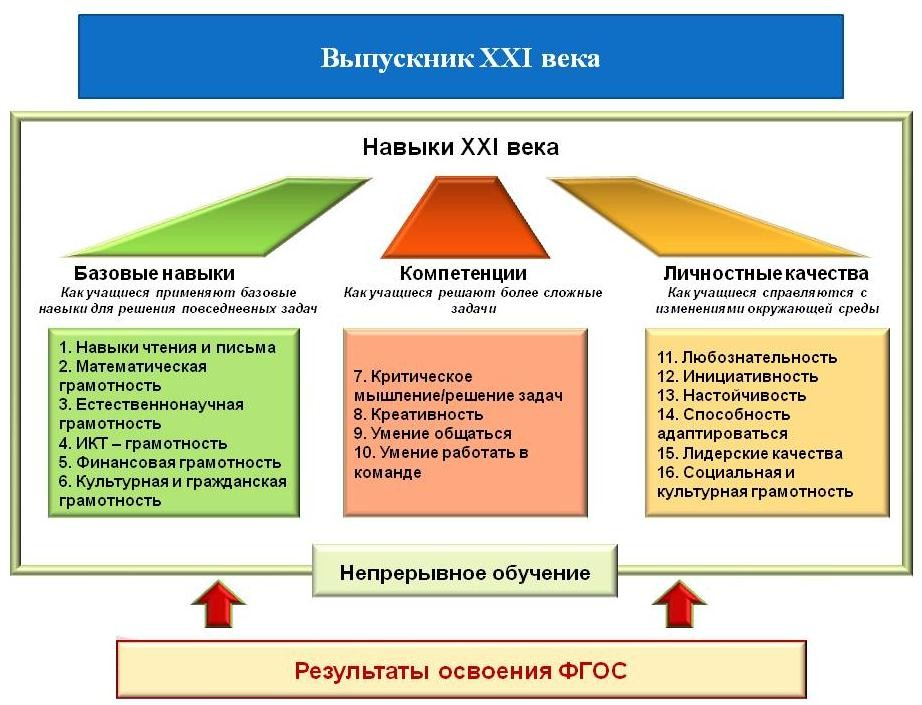 Выпускник XXI века
Навыки XXI века
Базовые навыки
Как учащиеся применяют базовые
навыки для решения повседневных задач
1. Навыки чтения и письма
2. Математическая
грамотность
3. Естественнонаучная
грамотность
4. ИКТ – грамотность
5. Финансовая грамотность
6. Культурная и гражданская
грамотность
Компетенции
Как учащиеся решают более сложные
задачи
7. Критическое
мышление/решение задач
8. Креативность
9. Умение общаться
10. Умение работать в
команде
Личностные качества
Как учащиеся справляются с
изменениями окружающей среды
11. Любознательность
12. Инициативность
13. Настойчивость
14. Способность
адаптироваться
15. Лидерские качества
16. Социальная и
культурная грамотность
Непрерывное обучение
Результаты освоения ФГОС